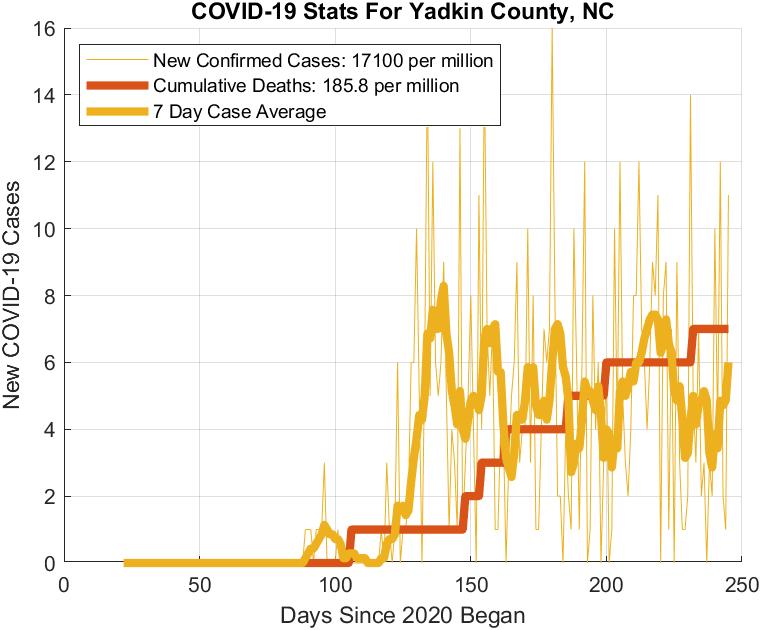 COVID-19 Stats For Yadkin County, NC
16
New Confirmed Cases: 17100 per million
Cumulative Deaths: 185.8 per million
7 Day Case Average
14
12
10
8
6
4
2
0
New COVID-19 Cases
0 50 100 150 200 250
Days Since 2020 Began